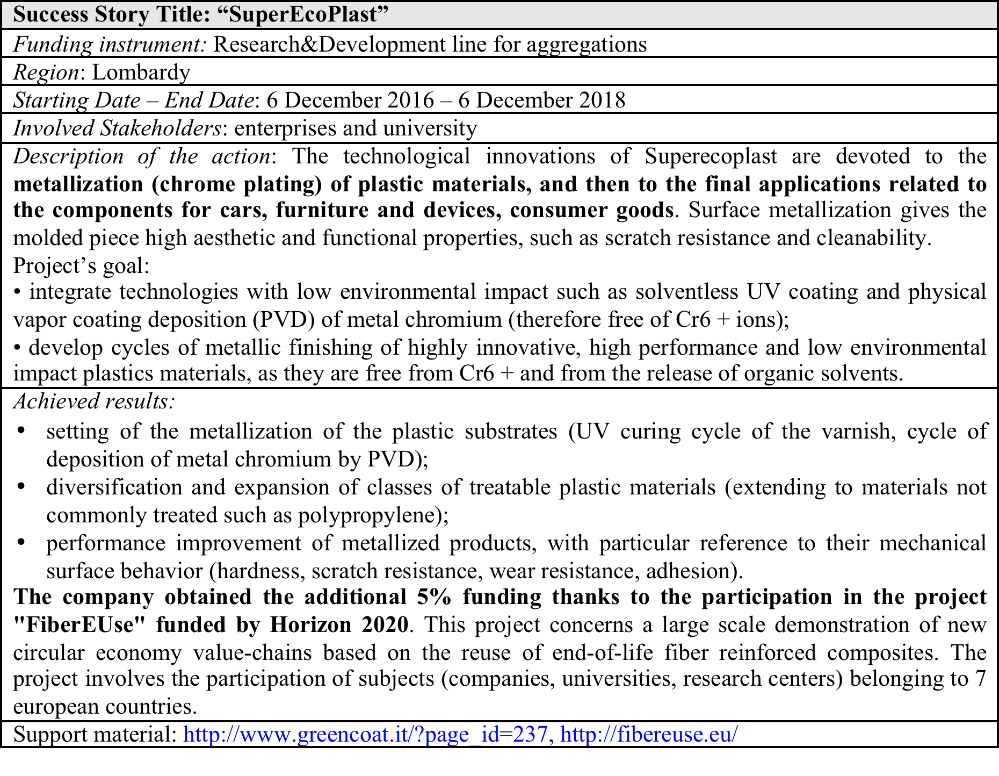 Success Story Title: “SuperEcoPlast”
Funding instrument: Research&Development line for aggregations
Region: Lombardy
Starting Date – End Date: 6 December 2016 – 6 December 2018
Involved Stakeholders: enterprises and university
Description of the action: The technological innovations of Superecoplast are devoted to the
metallization (chrome plating) of plastic materials, and then to the final applications related to
the components for cars, furniture and devices, consumer goods. Surface metallization gives the
molded piece high aesthetic and functional properties, such as scratch resistance and cleanability.
Project’s goal:
• integrate technologies with low environmental impact such as solventless UV coating and physical
vapor coating deposition (PVD) of metal chromium (therefore free of Cr6 + ions);
• develop cycles of metallic finishing of highly innovative, high performance and low environmental
impact plastics materials, as they are free from Cr6 + and from the release of organic solvents.
Achieved results:
• setting of the metallization of the plastic substrates (UV curing cycle of the varnish, cycle of
deposition of metal chromium by PVD);
• diversification and expansion of classes of treatable plastic materials (extending to materials not
commonly treated such as polypropylene);
• performance improvement of metallized products, with particular reference to their mechanical
surface behavior (hardness, scratch resistance, wear resistance, adhesion).
The company obtained the additional 5% funding thanks to the participation in the project
"FiberEUse" funded by Horizon 2020. This project concerns a large scale demonstration of new
circular economy value-chains based on the reuse of end-of-life fiber reinforced composites. The
project involves the participation of subjects (companies, universities, research centers) belonging to 7
european countries.
Support material: http://www.greencoat.it/?page_id=237, http://fibereuse.eu/